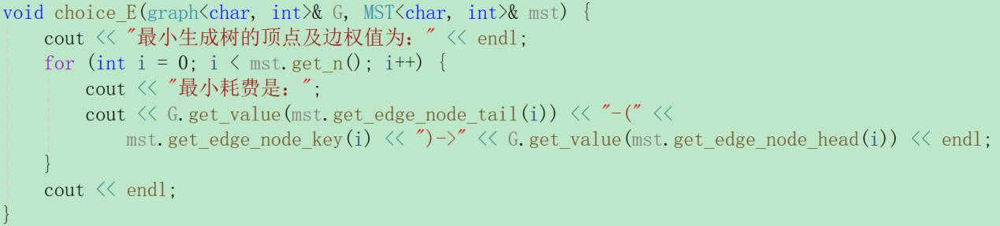 void choice_E(graph<char, int>& G, MST<char, int>& mst) {
    cout << "最小生成树的顶点及边权值为：" << endl;
    for (int i = 0; i < mst.get_n(); i++) {
        cout << "最小耗费是：";
        cout << G.get_value(mst.get_edge_node_tail(i)) << "-(" <<
            mst.get_edge_node_key(i) << ")->" << G.get_value(mst.get_edge_node_head(i)) << endl;
    }
    cout << endl;
}